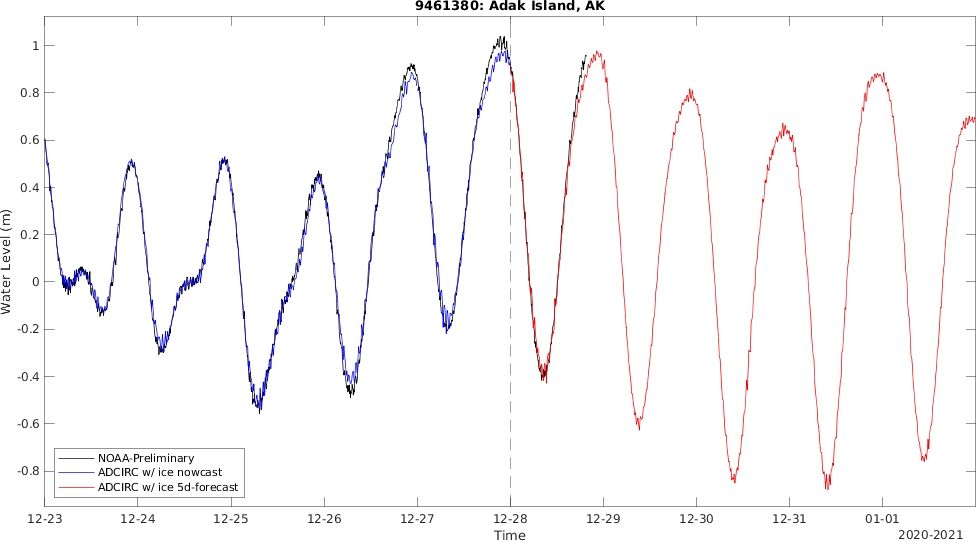 9461380: Adak Island, AK
Water Level (m)
1
0.8
0.6
0.4
0.2
0
-0.2
-0.4
-0.6
-0.8
NOAA-Preliminary
ADCIRC w/ ice nowcast
ADCIRC w/ ice 5d-forecast
12-23 12-24 12-25 12-26 12-27 12-28 12-29 12-30 12-31 01-01
Time
2020-2021